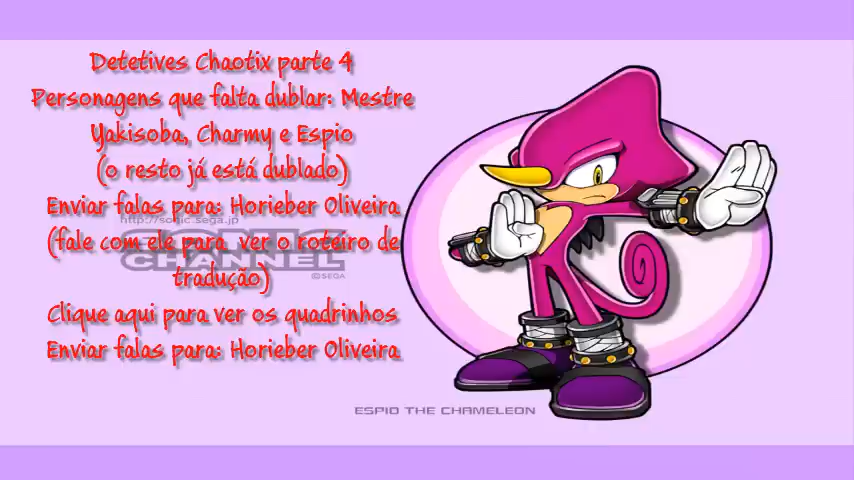 Detetives Chaotix parte 4
Personagens que falta dublar: Mestre
Yakisoba, Charmy e Espio
(o resto já está dublado)
Enviar falas para: Horieber Oliveira
http://sonic.sega.jp
(fale com ele para ver o roteiro de
SONIC
CHANNEL
©SEGA
tradução)
Clique aqui para ver os quadrinhos
Enviar falas para: Horieber Oliveira
ESPIO THE CHAMELEON